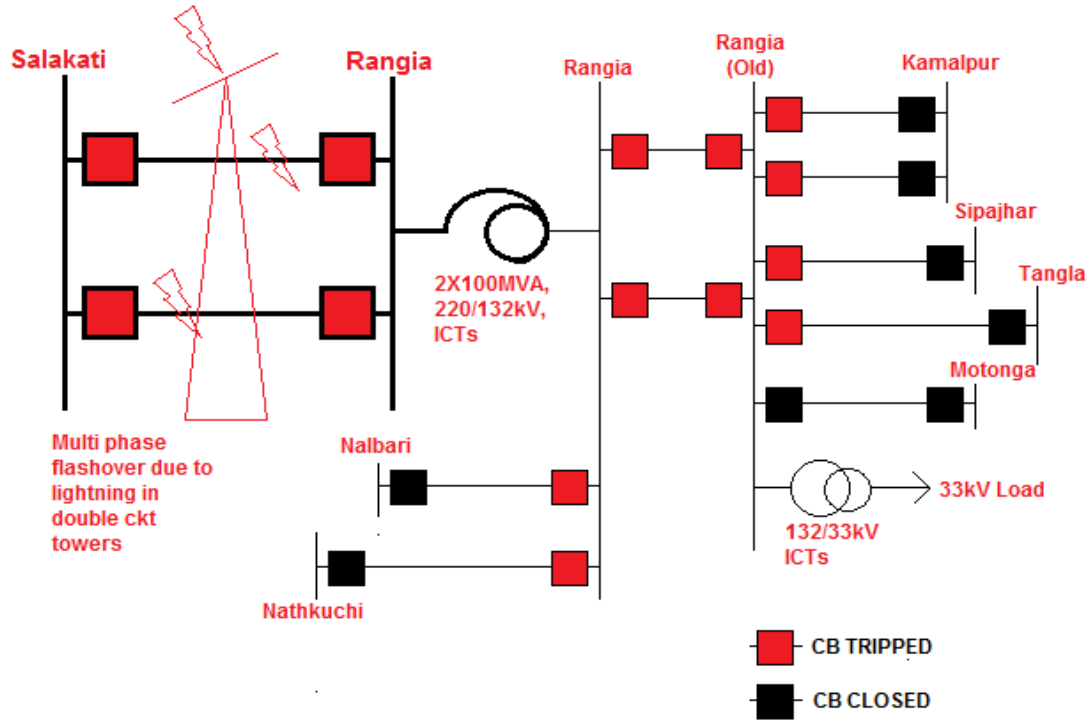 Salakati
Rangia
Rangia
Rangia
(Old)
Kamalpur
Sipajhar
Tangla
Motonga
2X100MVA,
220/132kV,
ICTs
Multi phase
flashover due to
lightning in
double ckt
towers
Nalbari
Nathkuchi
33kV Load
132/33kV
ICTs
CB TRIPPED
CB CLOSED